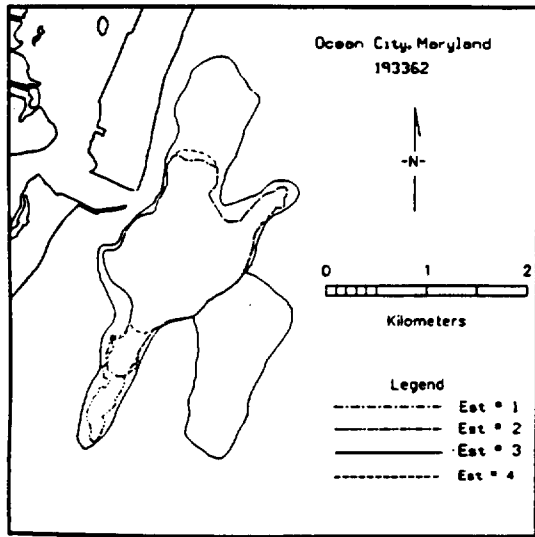 Ocean City, Maryland
193362
-N-
0 1 2
Kilometers
Legend
Est # 1
Est # 2
Est # 3
Est # 4